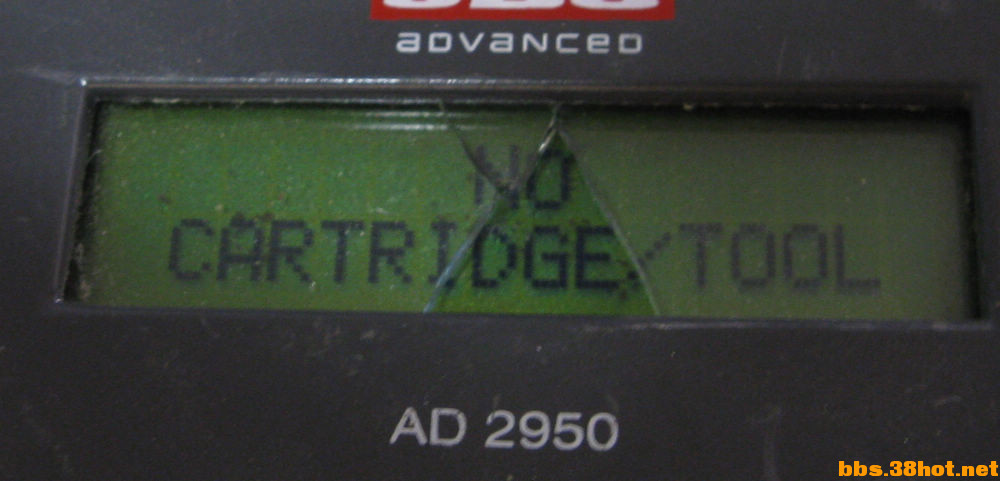 advanced
NO
CARTRIDGE/TOOL
AD 2950
bbs.38hot.net